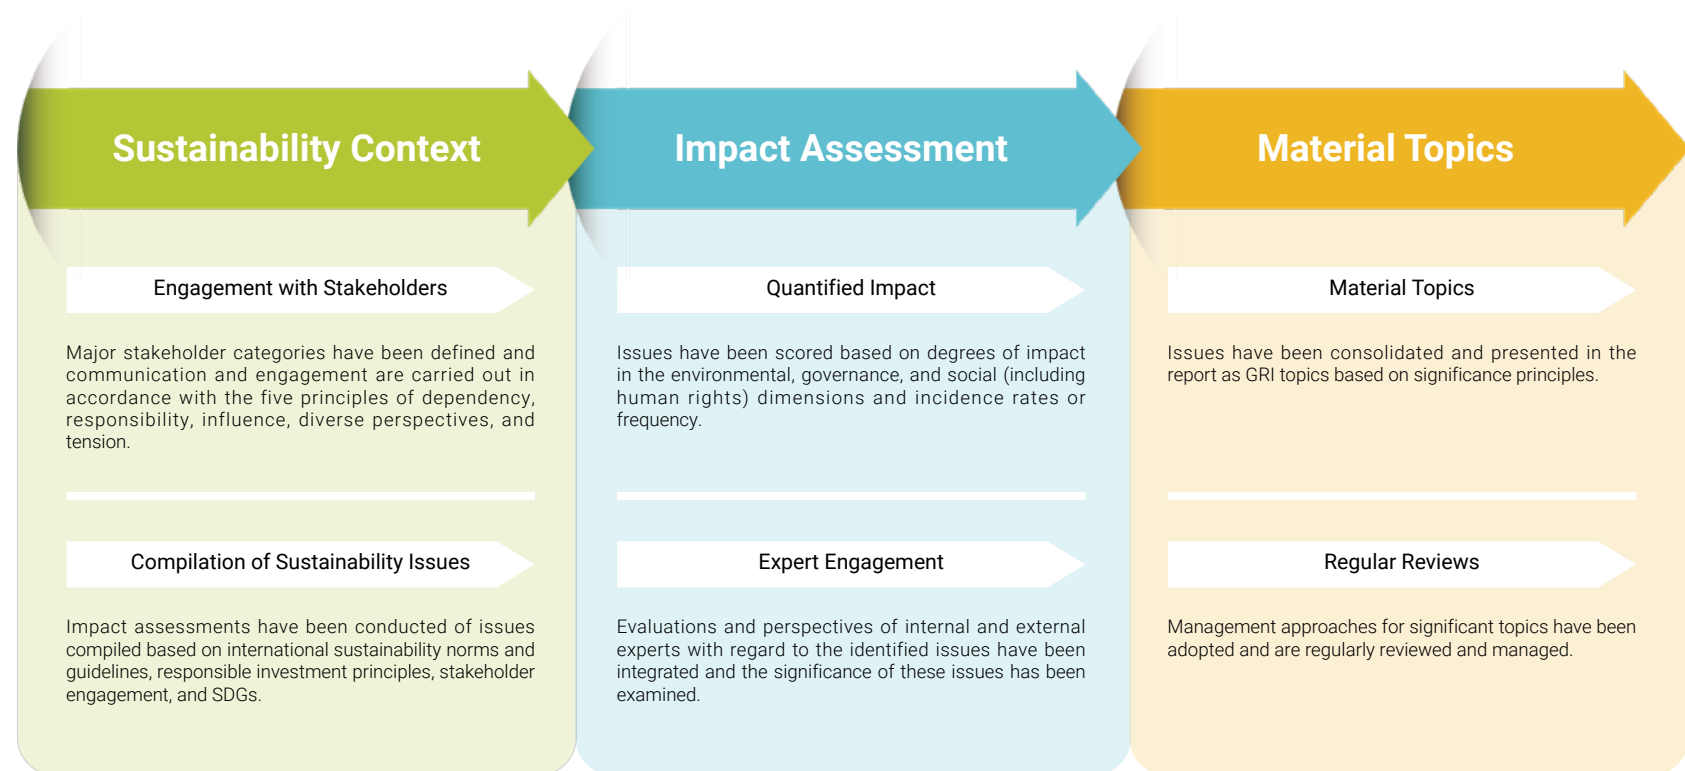 Sustainability Context
Engagement with Stakeholders
Major stakeholder categories have been defined and
communication and engagement are carried out in
accordance with the five principles of dependency,
responsibility, influence, diverse perspectives, and
tension.
Compilation of Sustainability Issues
Impact assessments have been conducted of issues
compiled based on international sustainability norms and
guidelines, responsible investment principles, stakeholder
engagement, and SDGs.
Impact Assessment
Quantified Impact
Issues have been scored based on degrees of impact
in the environmental, governance, and social (including
human rights) dimensions and incidence rates or
frequency.
Expert Engagement
Evaluations and perspectives of internal and external
experts with regard to the identified issues have been
integrated and the significance of these issues has been
examined.
Material Topics
Material Topics
Issues have been consolidated and presented in the
report as GRI topics based on significance principles.
Regular Reviews
Management approaches for significant topics have been
adopted and are regularly reviewed and managed.